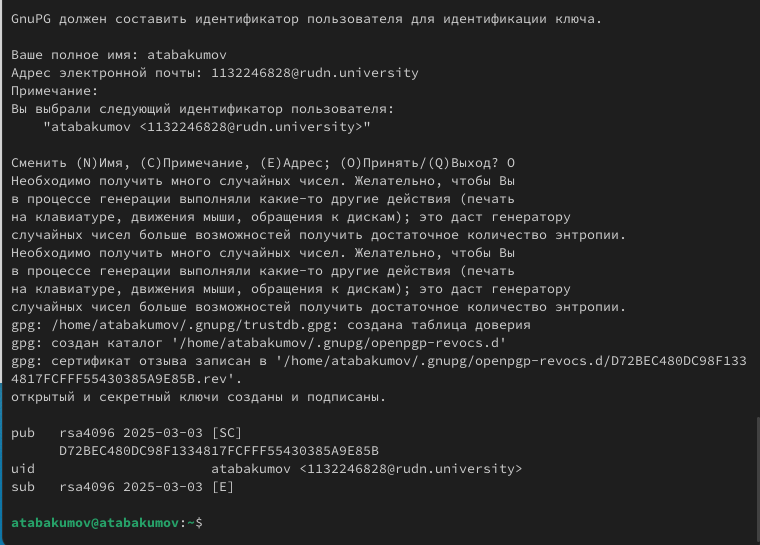 GnuPG должен составить идентификатор пользователя для идентификации ключа.
Ваше полное имя: atabakumov
Адрес электронной почты: 1132246828@rudn.university
Примечание:
Вы выбрали следующий идентификатор пользователя:
"atabakumov <1132246828@rudn.university>"
Сменить (N)Имя, (C)Примечание, (E)Адрес; (O)Принять/(Q)Выход? O
Необходимо получить много случайных чисел. Желательно, чтобы Вы
в процессе генерации выполняли какие-то другие действия (печать
на клавиатуре, движения мыши, обращения к дискам); это даст генератору
случайных чисел больше возможностей получить достаточное количество энтропии.
Необходимо получить много случайных чисел. Желательно, чтобы Вы
в процессе генерации выполняли какие-то другие действия (печать
на клавиатуре, движения мыши, обращения к дискам); это даст генератору
случайных чисел больше возможностей получить достаточное количество энтропии.
gpg: /home/atabakumov/.gnupg/trustdb.gpg: создана таблица доверия
gpg: создан каталог '/home/atabakumov/.gnupg/openpgp-revocs.d'
gpg: сертификат отзыва записан в '/home/atabakumov/.gnupg/openpgp-revocs.d/D72BEC480DC98F133
4817FCFFF55430385A9E85B.rev'.
открытый и секретный ключи созданы и подписаны.
pub rsa4096 2025-03-03 [SC]
D72BEC480DC98F1334817FCFFF55430385A9E85B
uid atabakumov <1132246828@rudn.university>
sub rsa4096 2025-03-03 [E]
atabakumov@atabakumov:~$